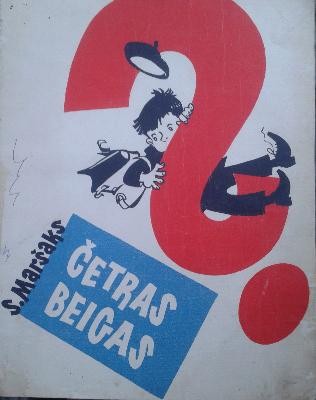 ?
S. Maršaks
ČETRAS
BEIGAS